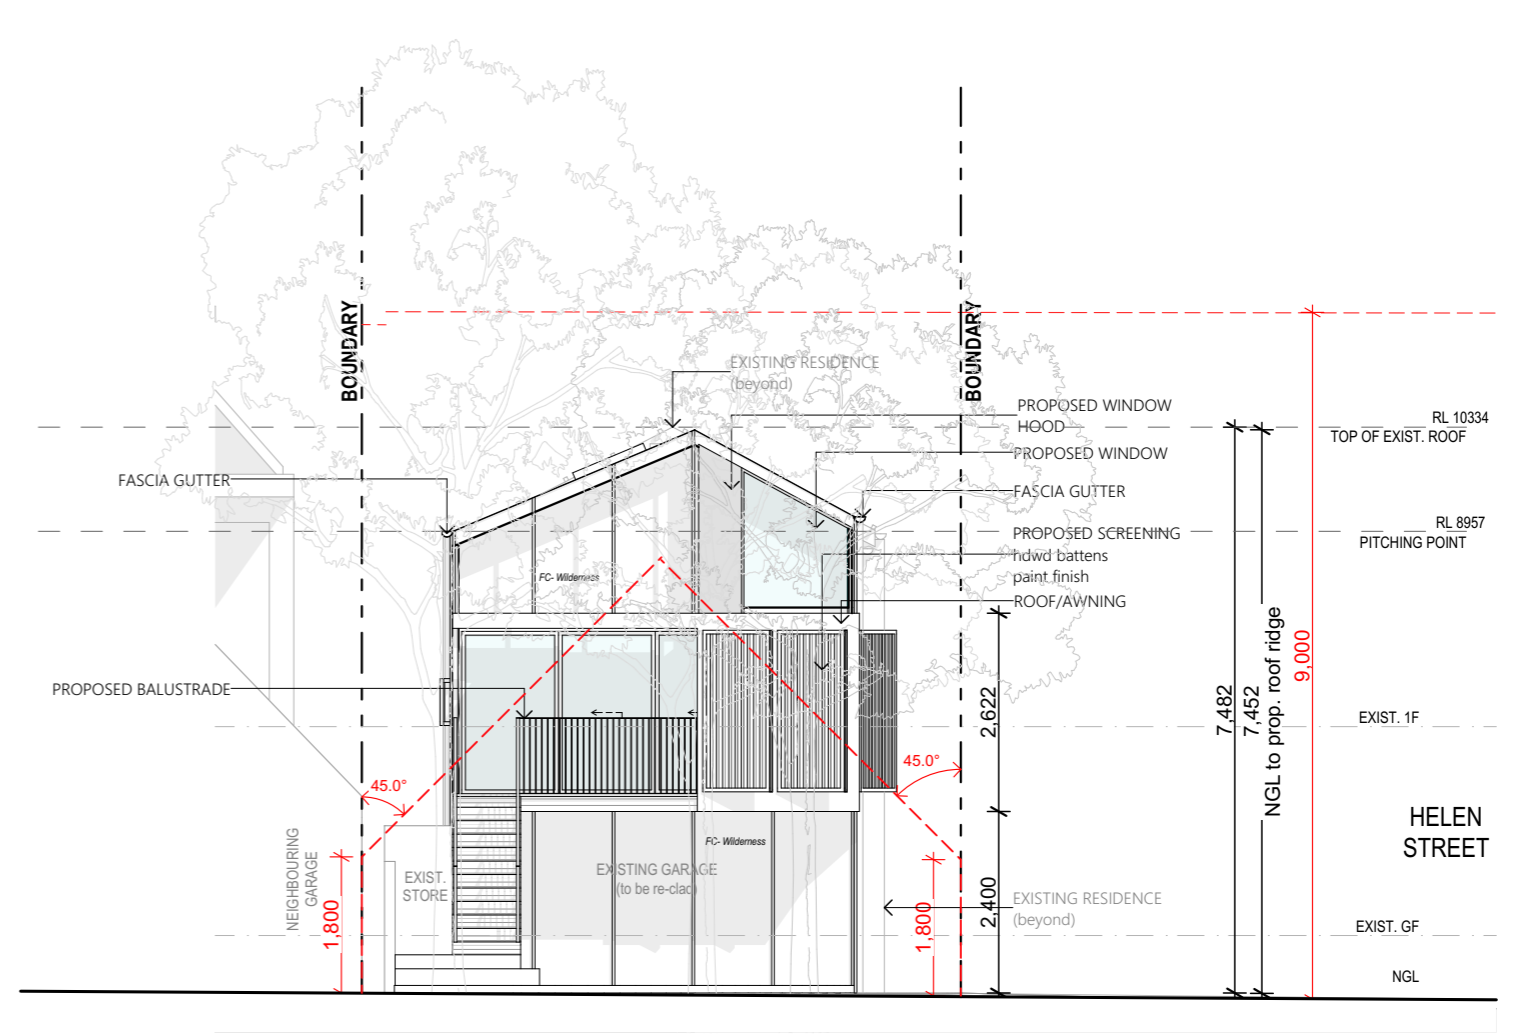 BOUNDARY
BOUNDARY
EXISTING RESIDENCE
(beyond)
PROPOSED WINDOW
HOOD
PROPOSED WINDOW
FASCIA GUTTER
FASCIA GUTTER
PROPOSED SCREENING
hdwd battens
paint finish
ROOF/AWNING
RL 10334
TOP OF EXIST. ROOF
RL 8957
PITCHING POINT
FC- Wilderness
PROPOSED BALUSTRADE
2,622
7,482
7,452
NGL to prop. roof ridge
9,000
EXIST. 1F
45.0°
45.0°
HELEN
STREET
NEIGHBOURING
GARAGE
1,800
EXIST.
STORE
FC- Wilderness
EXISTING GARAGE
(to be re-clad)
1,800
2,400
EXISTING RESIDENCE
(beyond)
EXIST. GF
NGL